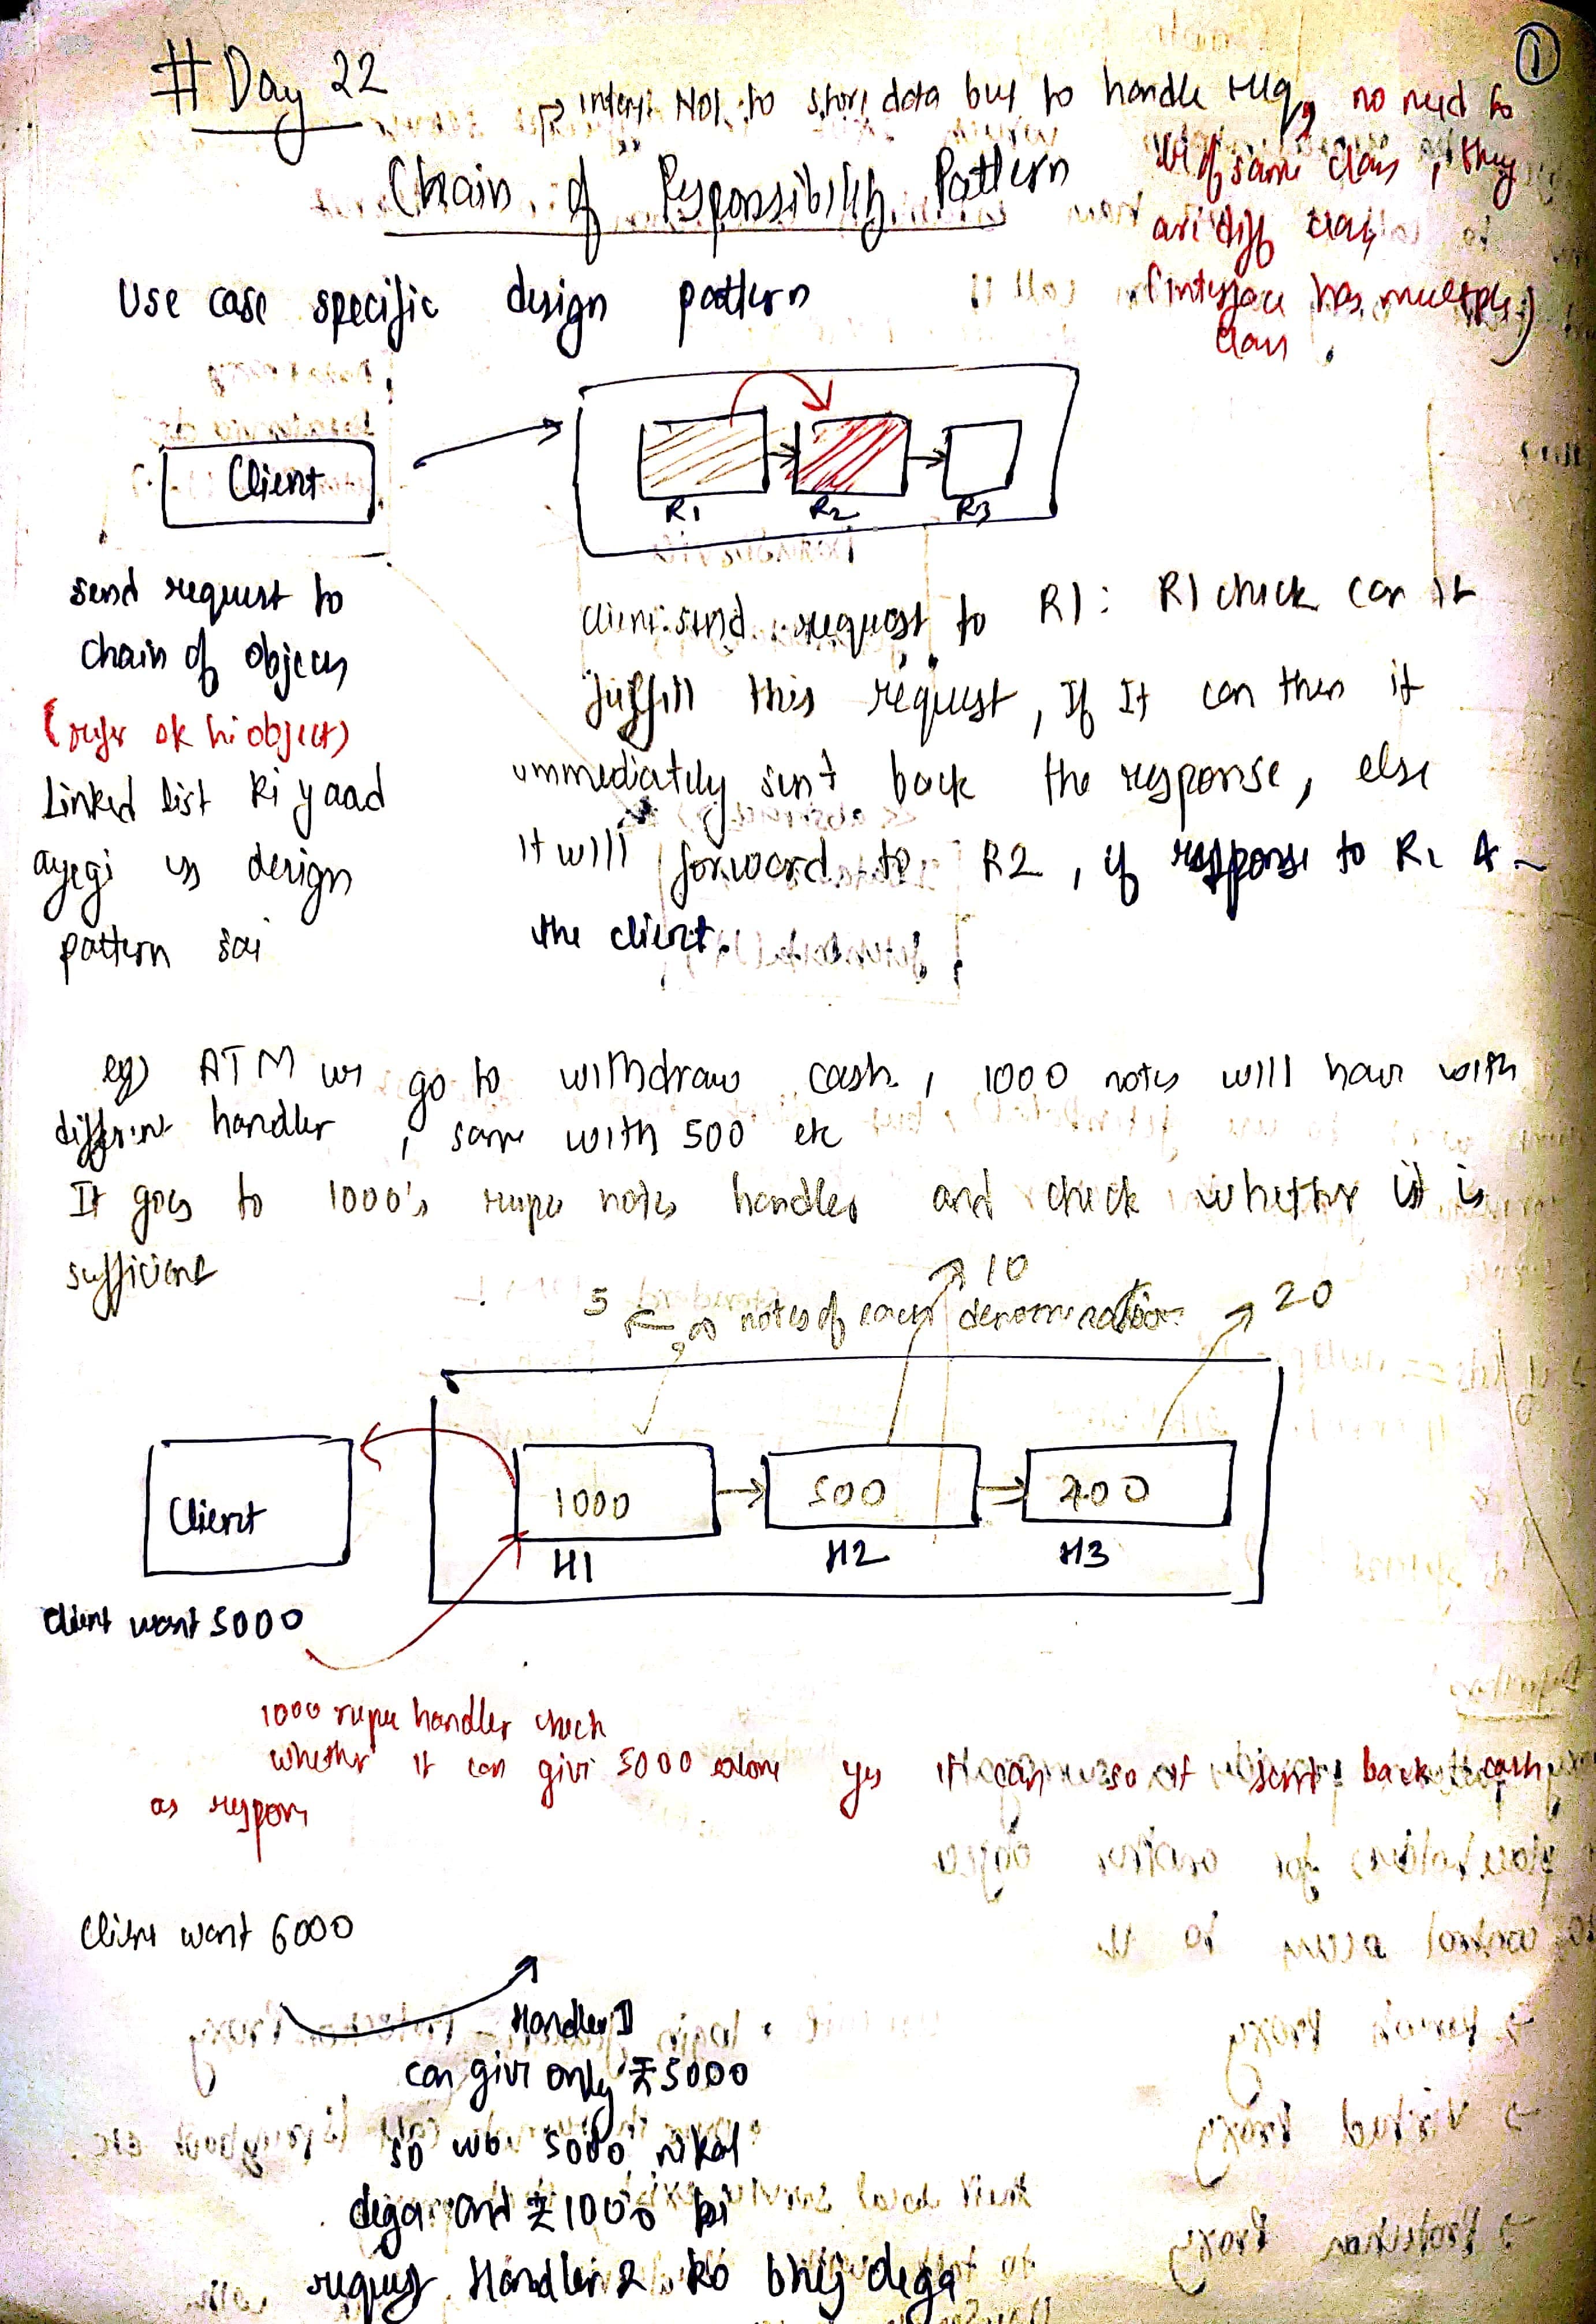 ①
# Day 22
→ intent NOT to store data but to handle req, no need to
be of same class, they
are diff class
(interface has multiple
class)
Chain of Responsibility Pattern
Use case specific design pattern
Client
R1 R2 R3
send request to
chain of objects
(refer ek hi object)
Linked list ki yaad
ayegi is design
pattern sai
Client send request to R1: R1 check can it
fulfill this request, If It can then it
immediately sent back the response, else
it will forward to R2, if response to R1 &
the client.
eg) ATM we go to withdraw cash, 1000 notes will have with
different handler, same with 500 etc
It goes to 1000's rupe notes handler and check whether it is
sufficient
5 ← notes of each denomination
10
20
Client
1000
500
200
H1
H2
H3
Client want 5000
1000 rupee handler check
whether it can give 5000 alone yes it can so it sent back cash
as respons
Client want 6000
Handler I
can give only ₹5000
so wo 5000 nikal
dega and ₹1000 ki
request Handler 2 ko bhej dega